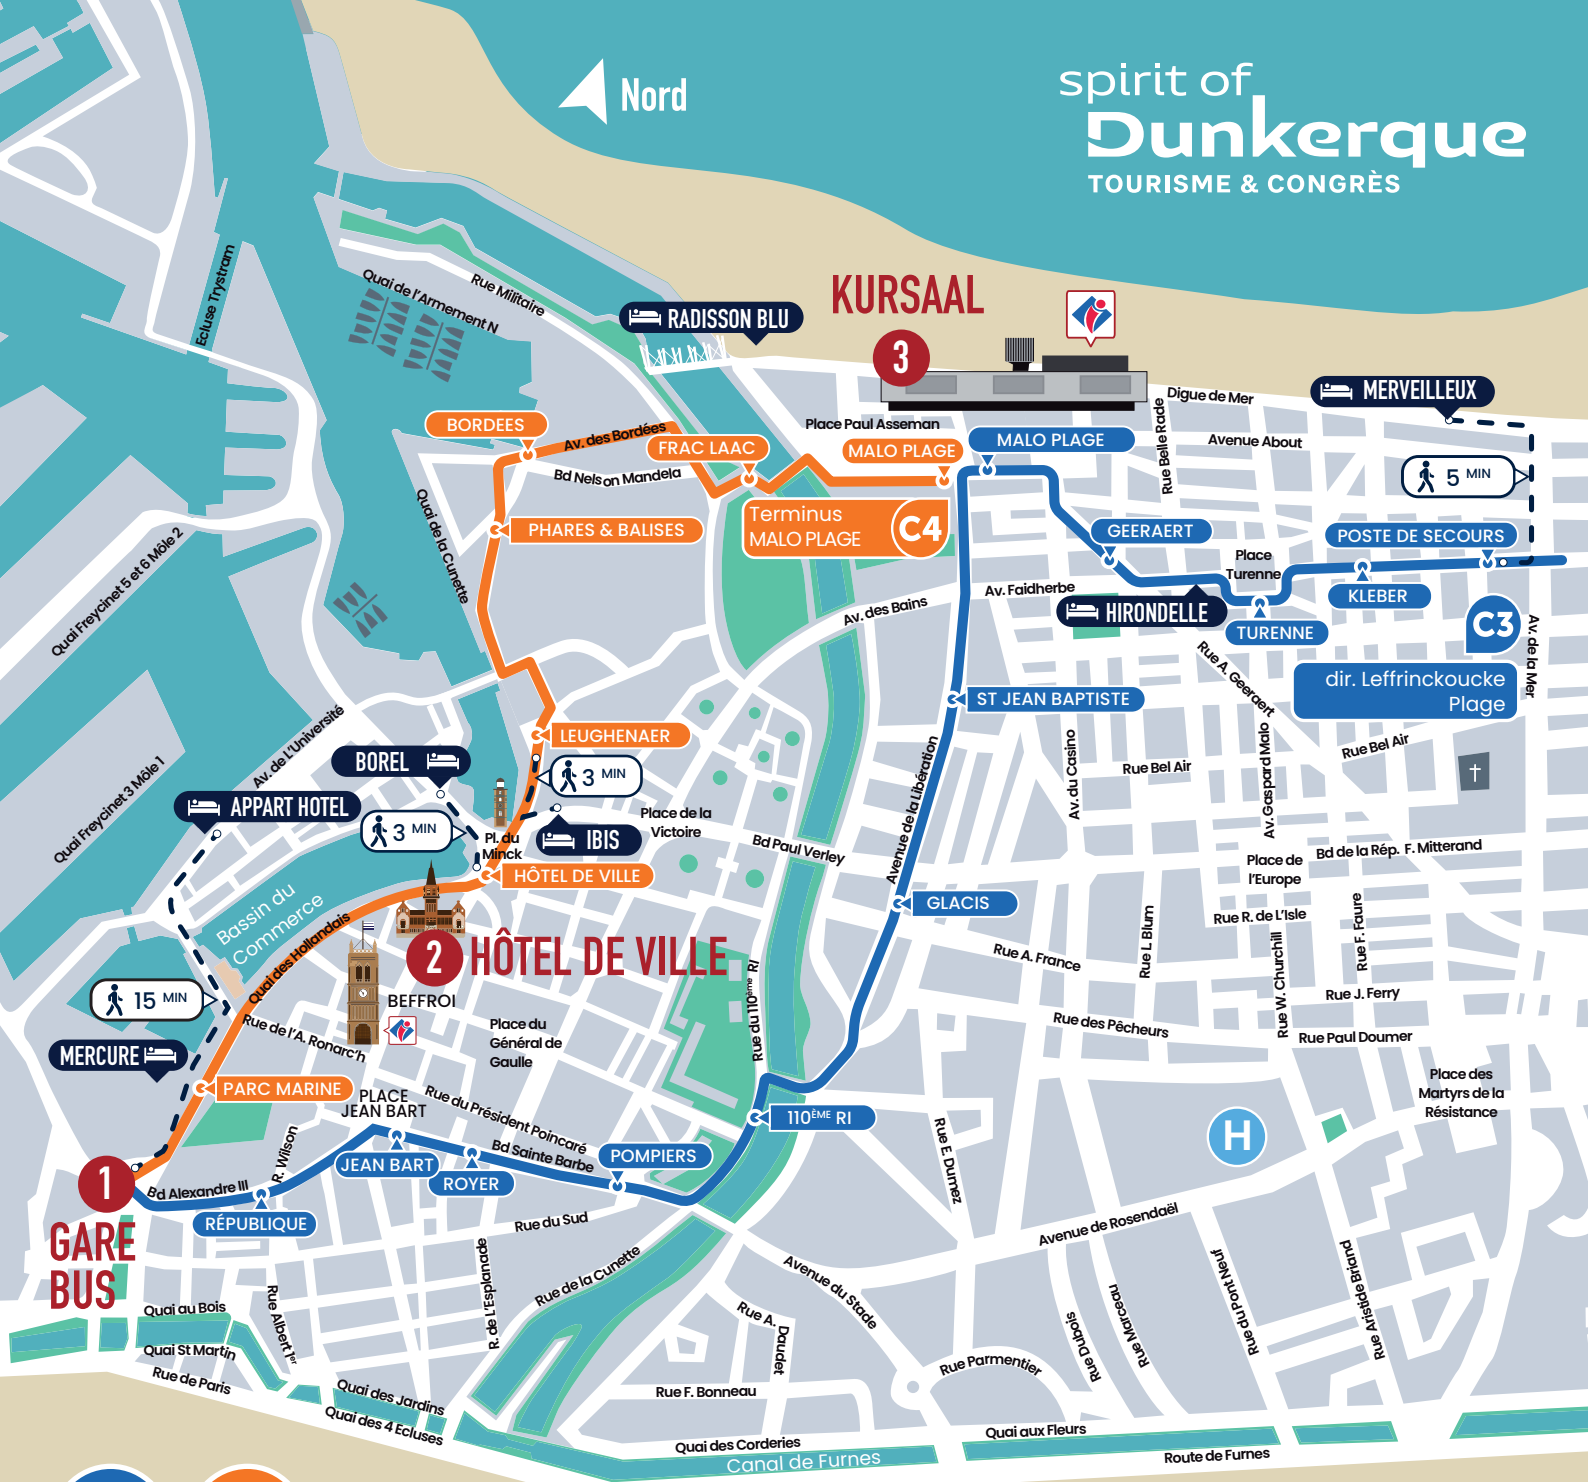 Nord
spirit of
Dunkerque
TOURISME & CONGRÈS
Ecluse Trystram
Quai de l'Armement N
Rue Militaire
RADISSON BLU
KURSAAL
3
Digue de Mer
MERVEILLEUX
BORDEES
Av. des Bordées
FRAC LAAC
Place Paul Asseman
MALO PLAGE
MALO PLAGE
Rue Belle Rade
Avenue About
5 MIN
Bd Nelson Mandela
Quai de la Cunette
PHARES & BALISES
Terminus
MALO PLAGE
C4
GEERAERT
Place
Turenne
POSTE DE SECOURS
KLEBER
Quai Freycinet 5 et 6 Môle 2
Av. des Bains
Av. Faidherbe
HIRONDELLE
TURENNE
C3
Av. de la Mer
dir. Leffrinckoucke
Plage
Rue A. Geeraert
ST JEAN BAPTISTE
Av. de L'Université
LEUGHENAER
BOREL
3 MIN
APPART HOTEL
3 MIN
IBIS
Pl. du
Minck
Place de la
Victoire
Quai Freycinet 3 Môle 1
Avenue de la Libération
Av. du Casino
Rue Bel Air
Av. Gaspard Malo
Rue Bel Air
Bd Paul Verley
HÔTEL DE VILLE
Bd de la Rép. F. Mitterand
Place de
l'Europe
GLACIS
Bassin du
Commerce
Quai des Hollandais
2
HÔTEL DE VILLE
Rue R. de L'Isle
Rue F. Faure
Rue L Blum
Rue W. Churchill
Rue A. France
15 MIN
BEFFROI
Rue de l'A. Ronarc'h
Place du
Général de
Gaulle
Rue du 110ème RI
Rue J. Ferry
Rue des Pêcheurs
Rue Paul Doumer
MERCURE
PARC MARINE
PLACE
JEAN BART
Rue du Président Poincaré
Place des
Martyrs de la
Résistance
110ÈME RI
H
R. Wilson
JEAN BART
Bd Sainte Barbe
ROYER
POMPIERS
Rue E. Dumez
1
GARE
BUS
Bd Alexandre III
RÉPUBLIQUE
Rue du Sud
Avenue de Rosendaël
R. de L'Esplanade
Rue de la Cunette
Avenue du Stade
Rue du Pont Neuf
Rue Aristide Briand
Quai au Bois
Rue Albert 1er
Rue A.
Daudet
Rue Dubois
Rue Marceau
Quai St Martin
Rue de Paris
Rue Parmentier
Quai des Jardins
Rue F. Bonneau
Quai des 4 Ecluses
Quai des Corderies
Quai aux Fleurs
Canal de Furnes
Route de Furnes